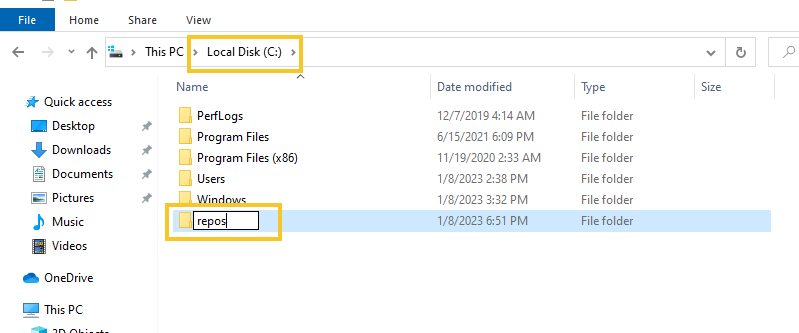 File Home Share View
This PC Local Disk (C:)
Name Date modified Type Size
Quick access
Desktop
Downloads
Documents
Pictures
Music
Videos
OneDrive
This PC
3D Objects
PerfLogs 12/7/2019 4:14 AM File folder
Program Files 6/15/2021 6:09 PM File folder
Program Files (x86) 11/19/2020 2:33 AM File folder
Users 1/8/2023 2:38 PM File folder
Windows 1/8/2023 3:32 PM File folder
repos 1/8/2023 6:51 PM File folder